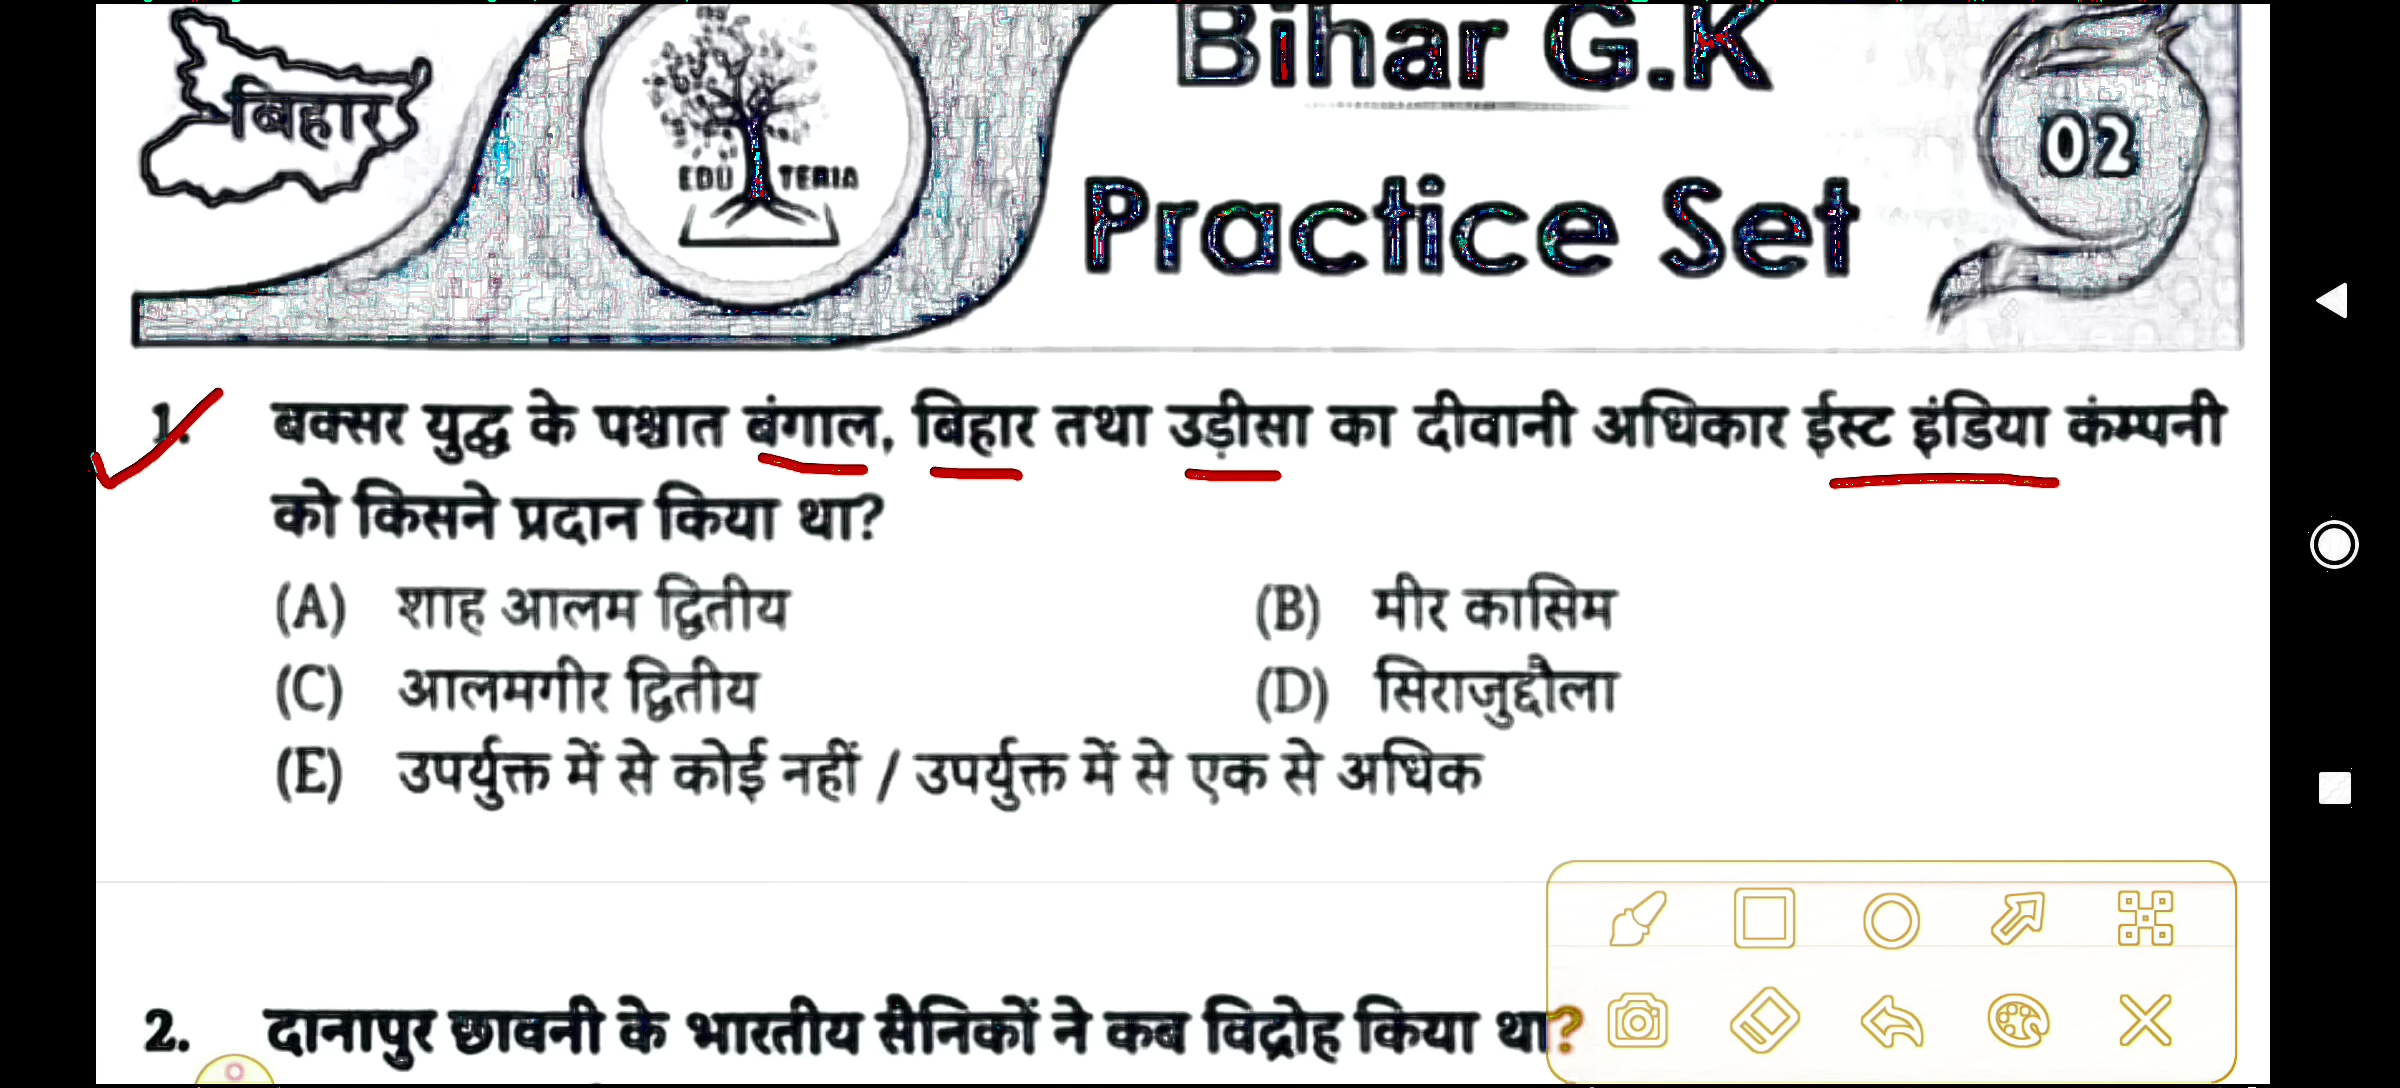 Bihar G.K
बिहार
02
EDU TERIA
Practice Set
1. बक्सर युद्ध के पश्चात बंगाल, बिहार तथा उड़ीसा का दीवानी अधिकार ईस्ट इंडिया कंम्पनी
को किसने प्रदान किया था?
(A) शाह आलम द्वितीय (B) मीर कासिम
(C) आलमगीर द्वितीय (D) सिराजुद्दौला
(E) उपर्युक्त में से कोई नहीं / उपर्युक्त में से एक से अधिक
2. दानापुर छावनी के भारतीय सैनिकों ने कब विद्रोह किया था?